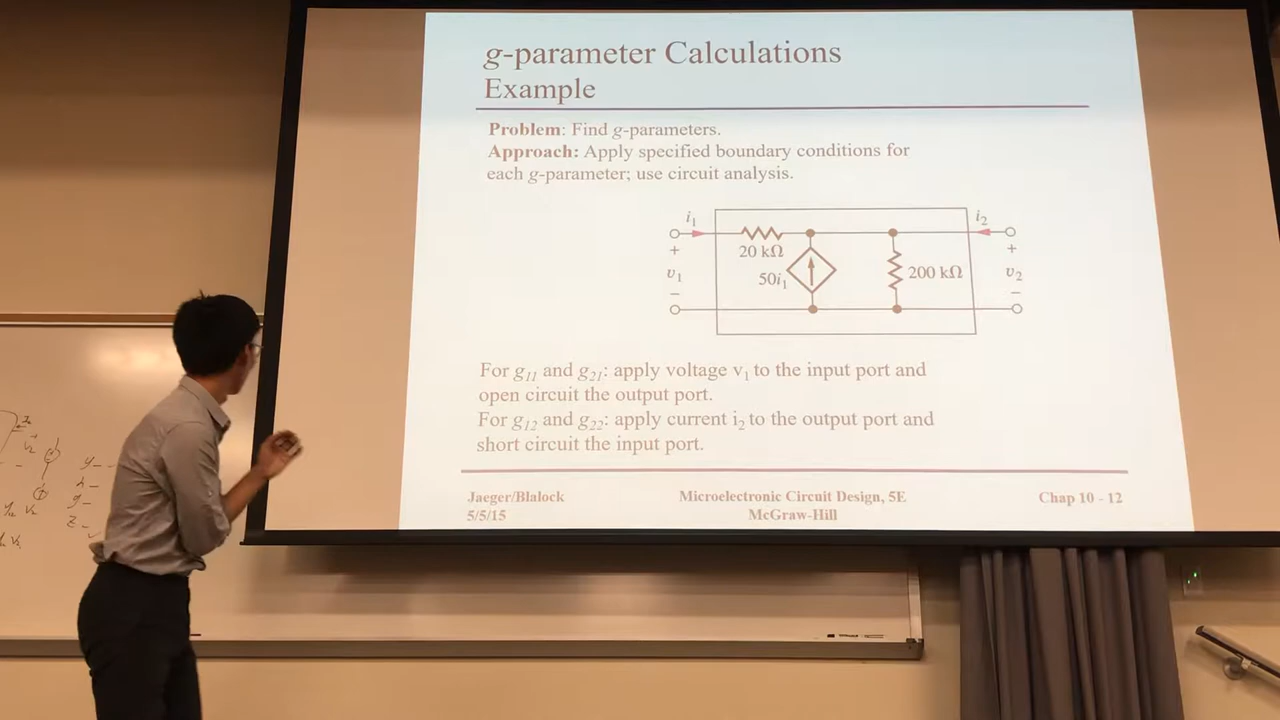 g-parameter Calculations
Example
Problem: Find g-parameters.
Approach: Apply specified boundary conditions for
each g-parameter; use circuit analysis.
i₁
i₂
20 kΩ
+
+
v₁
50i₁
200 kΩ
v₂
−
−
For g₁₁ and g₂₁: apply voltage v₁ to the input port and
open circuit the output port.
For g₁₂ and g₂₂: apply current i₂ to the output port and
short circuit the input port.
Jaeger/Blalock
5/5/15
Microelectronic Circuit Design, 5E
McGraw-Hill
Chap 10 - 12